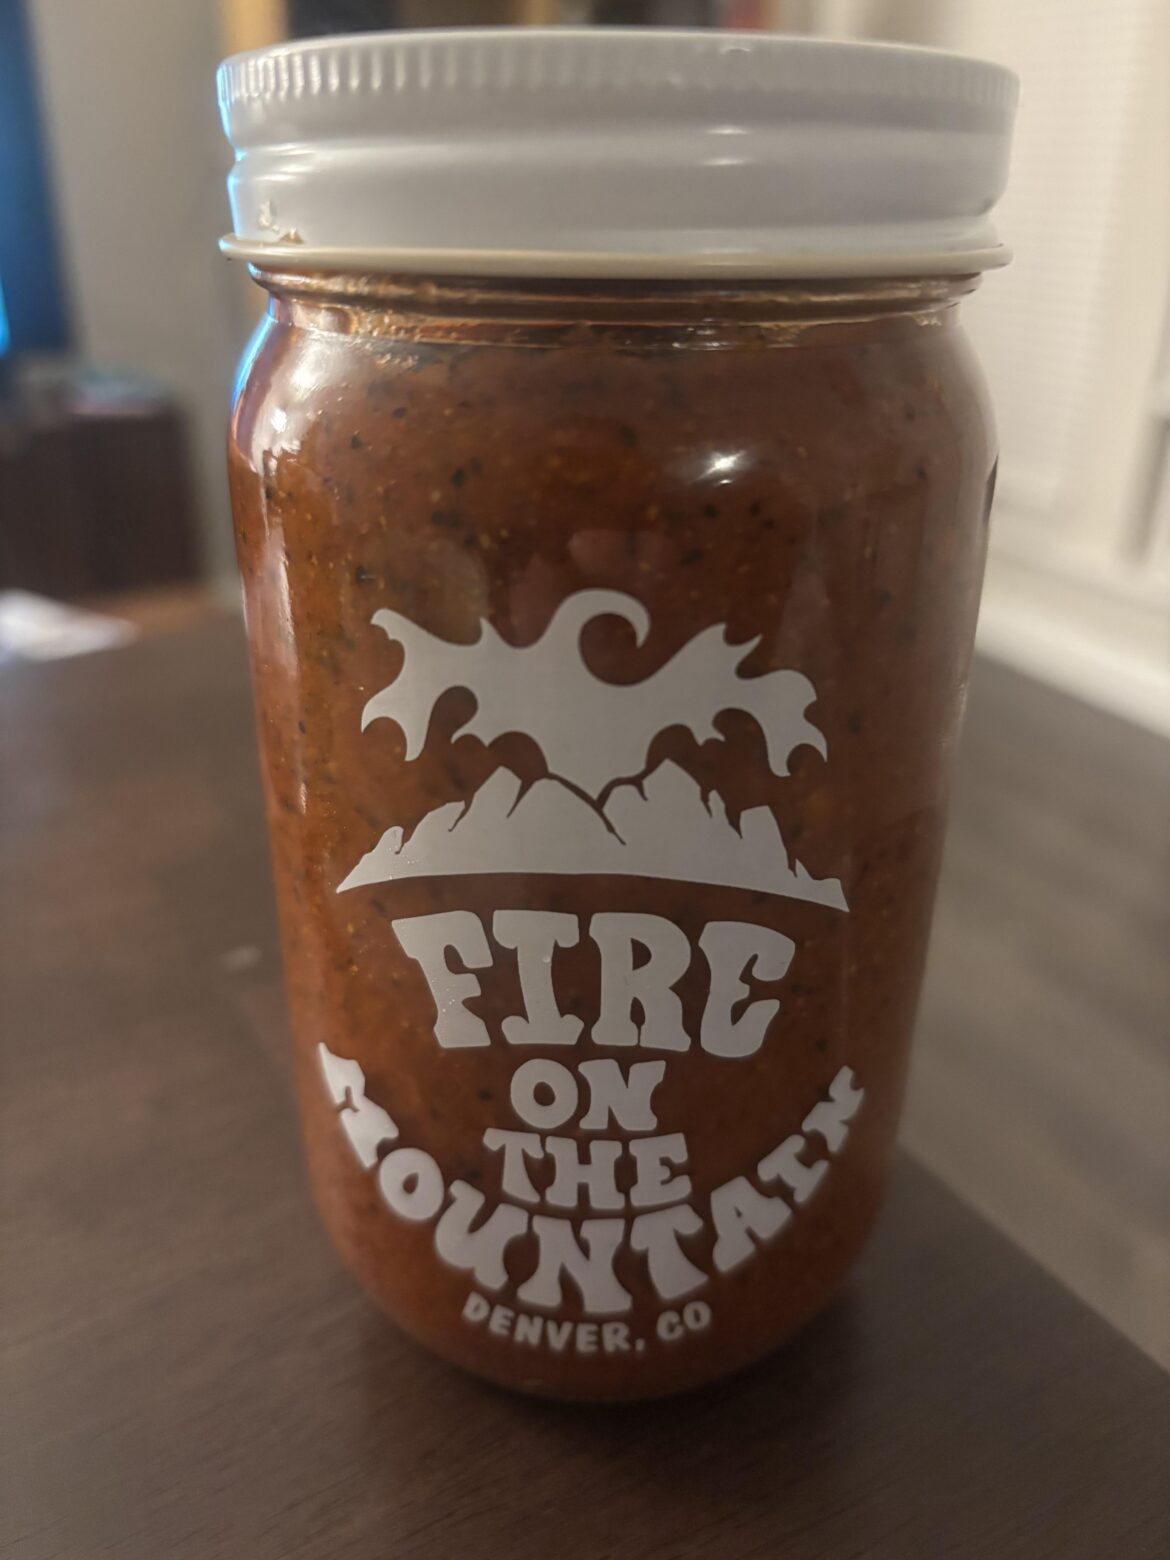 FIRE
ON
THE
MOUNTAIN
DENVER, CO